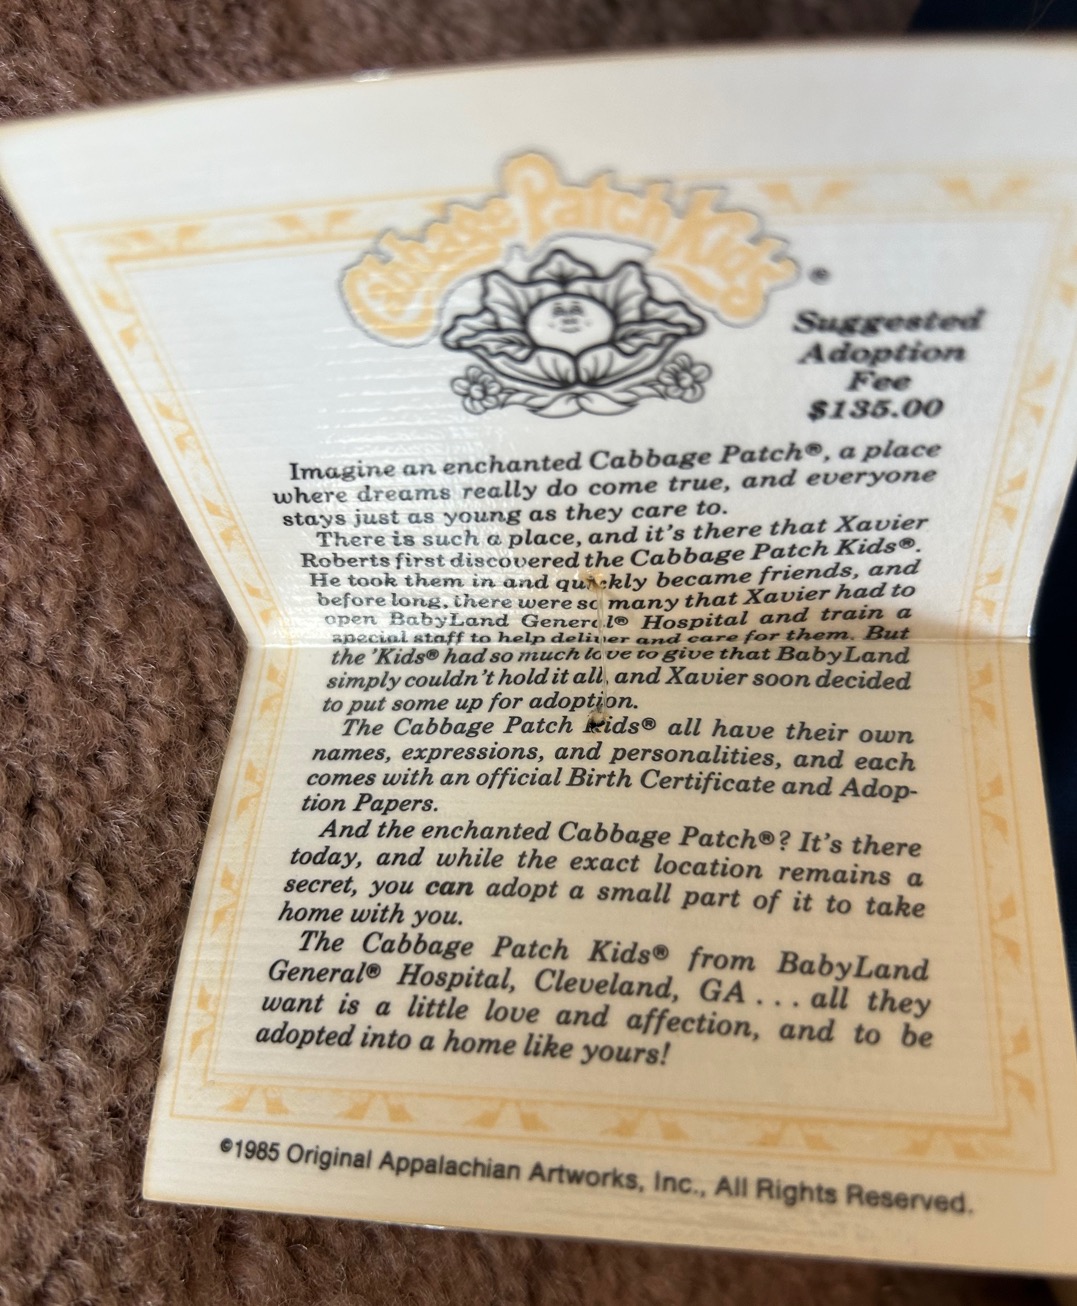 Cabbage Patch Kids®
Suggested
Adoption
Fee
$135.00
Imagine an enchanted Cabbage Patch®, a place
where dreams really do come true, and everyone
stays just as young as they care to.
There is such a place, and it's there that Xavier
Roberts first discovered the Cabbage Patch Kids®.
He took them in and quickly became friends, and
before long, there were so many that Xavier had to
open BabyLand General® Hospital and train a
special staff to help deliver and care for them. But
the 'Kids® had so much love to give that BabyLand
simply couldn't hold it all, and Xavier soon decided
to put some up for adoption.
The Cabbage Patch Kids® all have their own
names, expressions, and personalities, and each
comes with an official Birth Certificate and Adop-
tion Papers.
And the enchanted Cabbage Patch®? It's there
today, and while the exact location remains a
secret, you can adopt a small part of it to take
home with you.
The Cabbage Patch Kids® from BabyLand
General® Hospital, Cleveland, GA . . . all they
want is a little love and affection, and to be
adopted into a home like yours!
©1985 Original Appalachian Artworks, Inc., All Rights Reserved.